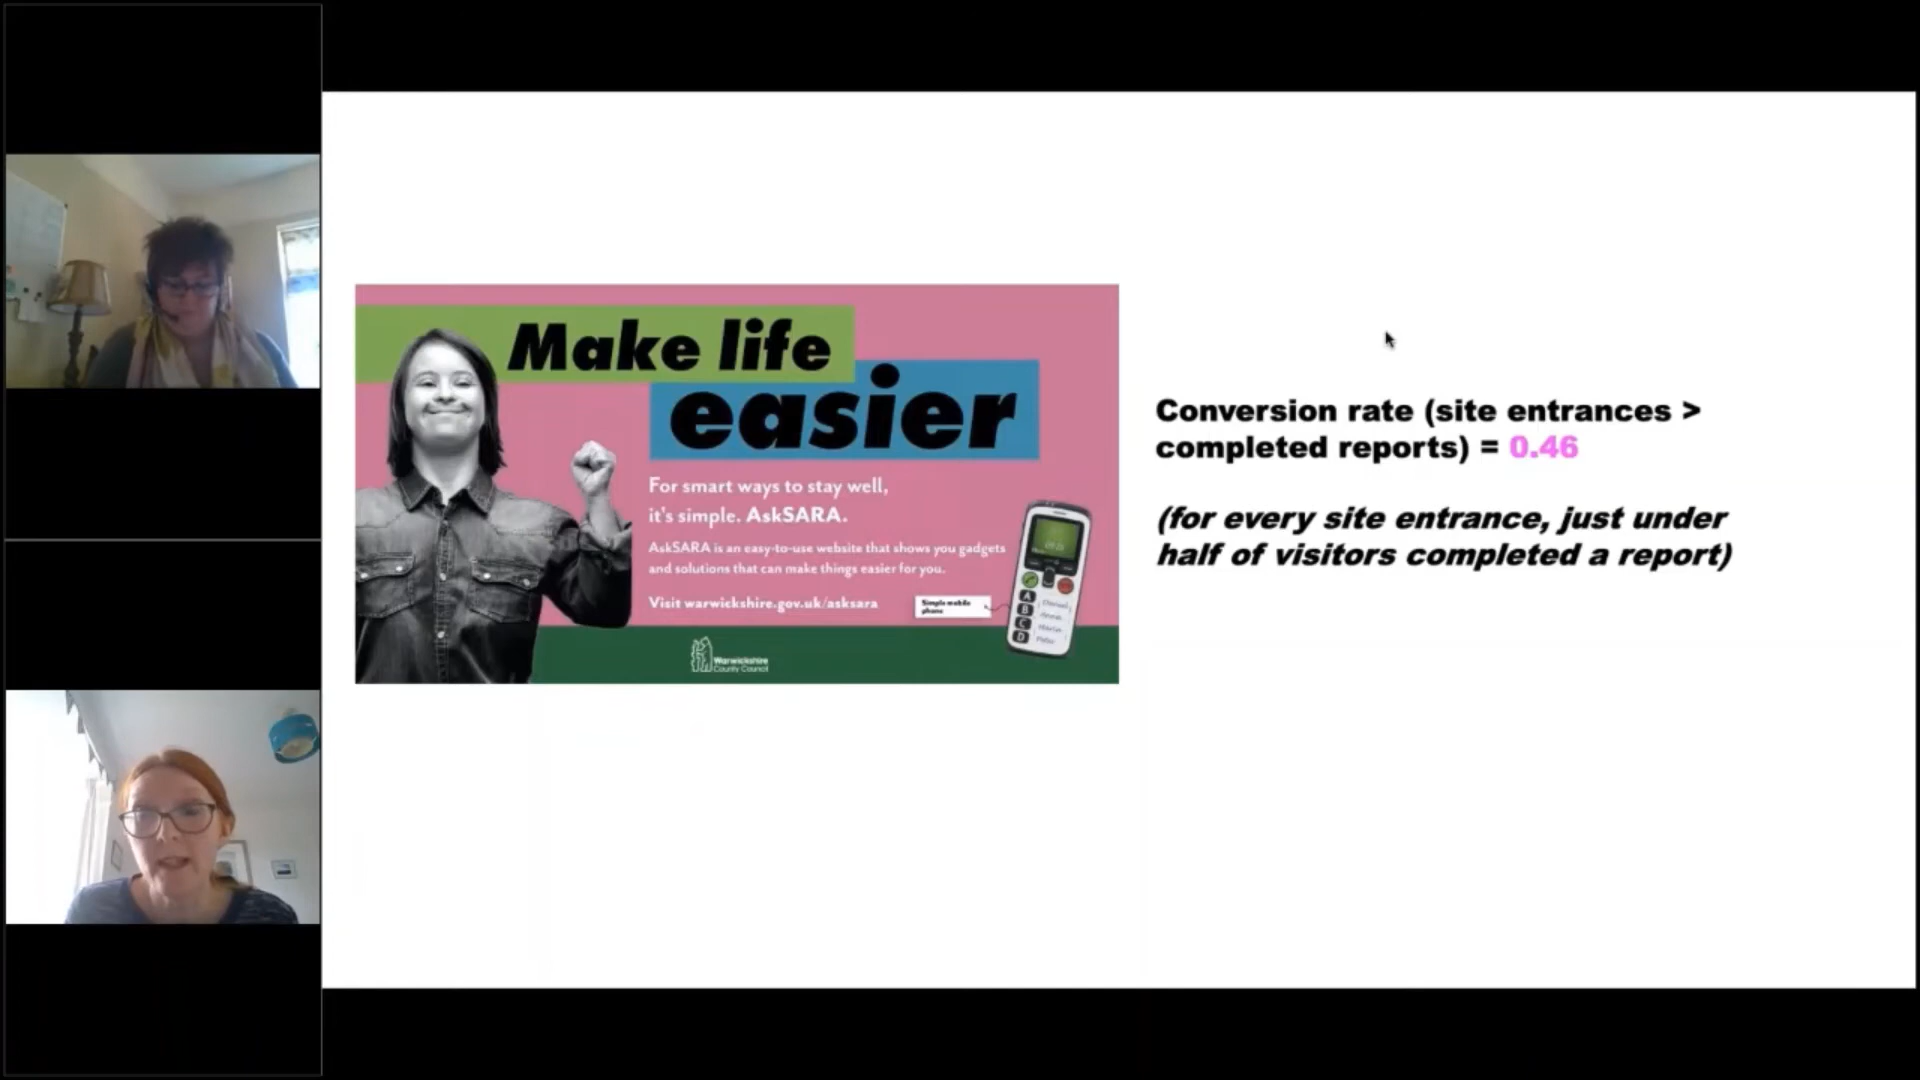 Make life
easier
For smart ways to stay well,
it's simple. AskSARA.
AskSARA is an easy-to-use website that shows you gadgets
and solutions that can make things easier for you.
Visit warwickshire.gov.uk/asksara
Simple mobile
phone
A
B
C
D
Warwickshire
County Council
Conversion rate (site entrances >
completed reports) = 0.46
(for every site entrance, just under
half of visitors completed a report)